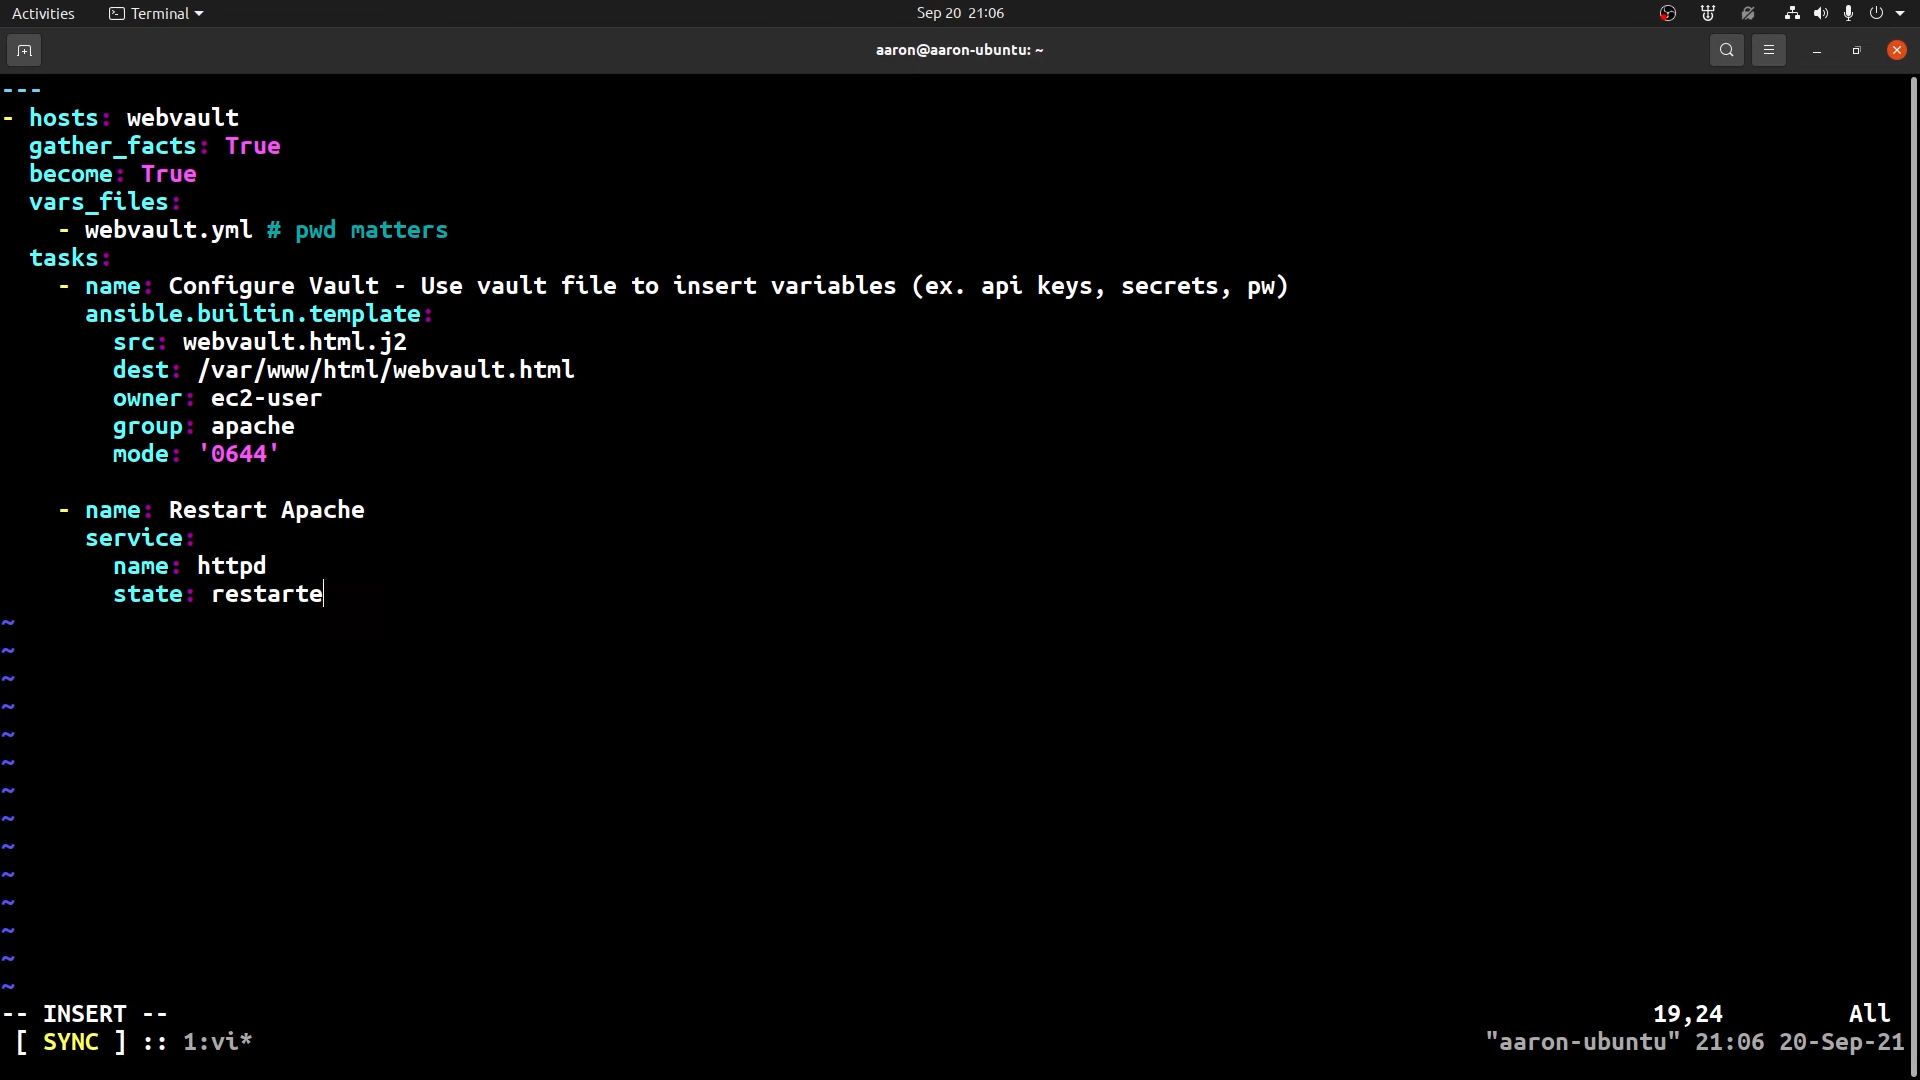 Activities Terminal Sep 20 21:06
aaron@aaron-ubuntu: ~
---
- hosts: webvault
  gather_facts: True
  become: True
  vars_files:
    - webvault.yml # pwd matters
  tasks:
    - name: Configure Vault - Use vault file to insert variables (ex. api keys, secrets, pw)
      ansible.builtin.template:
        src: webvault.html.j2
        dest: /var/www/html/webvault.html
        owner: ec2-user
        group: apache
        mode: '0644'

    - name: Restart Apache
      service:
        name: httpd
        state: restarte
~
~
~
~
~
~
~
~
~
~
~
~
~
~
-- INSERT -- 19,24 All
[ SYNC ] :: 1:vi* "aaron-ubuntu" 21:06 20-Sep-21